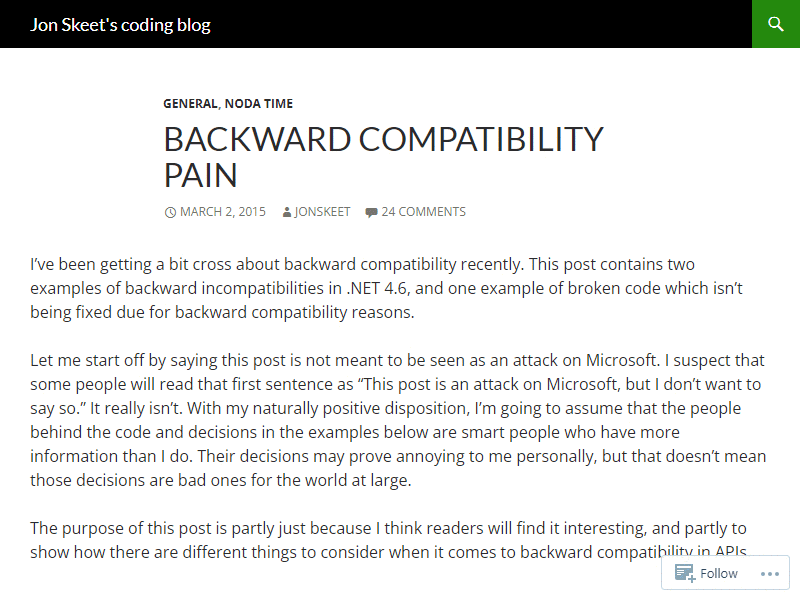 Jon Skeet's coding blog
GENERAL, NODA TIME
BACKWARD COMPATIBILITY
PAIN
MARCH 2, 2015 JONSKEET 24 COMMENTS
I’ve been getting a bit cross about backward compatibility recently. This post contains two
examples of backward incompatibilities in .NET 4.6, and one example of broken code which isn’t
being fixed due for backward compatibility reasons.
Let me start off by saying this post is not meant to be seen as an attack on Microsoft. I suspect that
some people will read that first sentence as “This post is an attack on Microsoft, but I don’t want to
say so.” It really isn’t. With my naturally positive disposition, I’m going to assume that the people
behind the code and decisions in the examples below are smart people who have more
information than I do. Their decisions may prove annoying to me personally, but that doesn’t mean
those decisions are bad ones for the world at large.
The purpose of this post is partly just because I think readers will find it interesting, and partly to
show how there are different things to consider when it comes to backward compatibility in APIs.
Follow